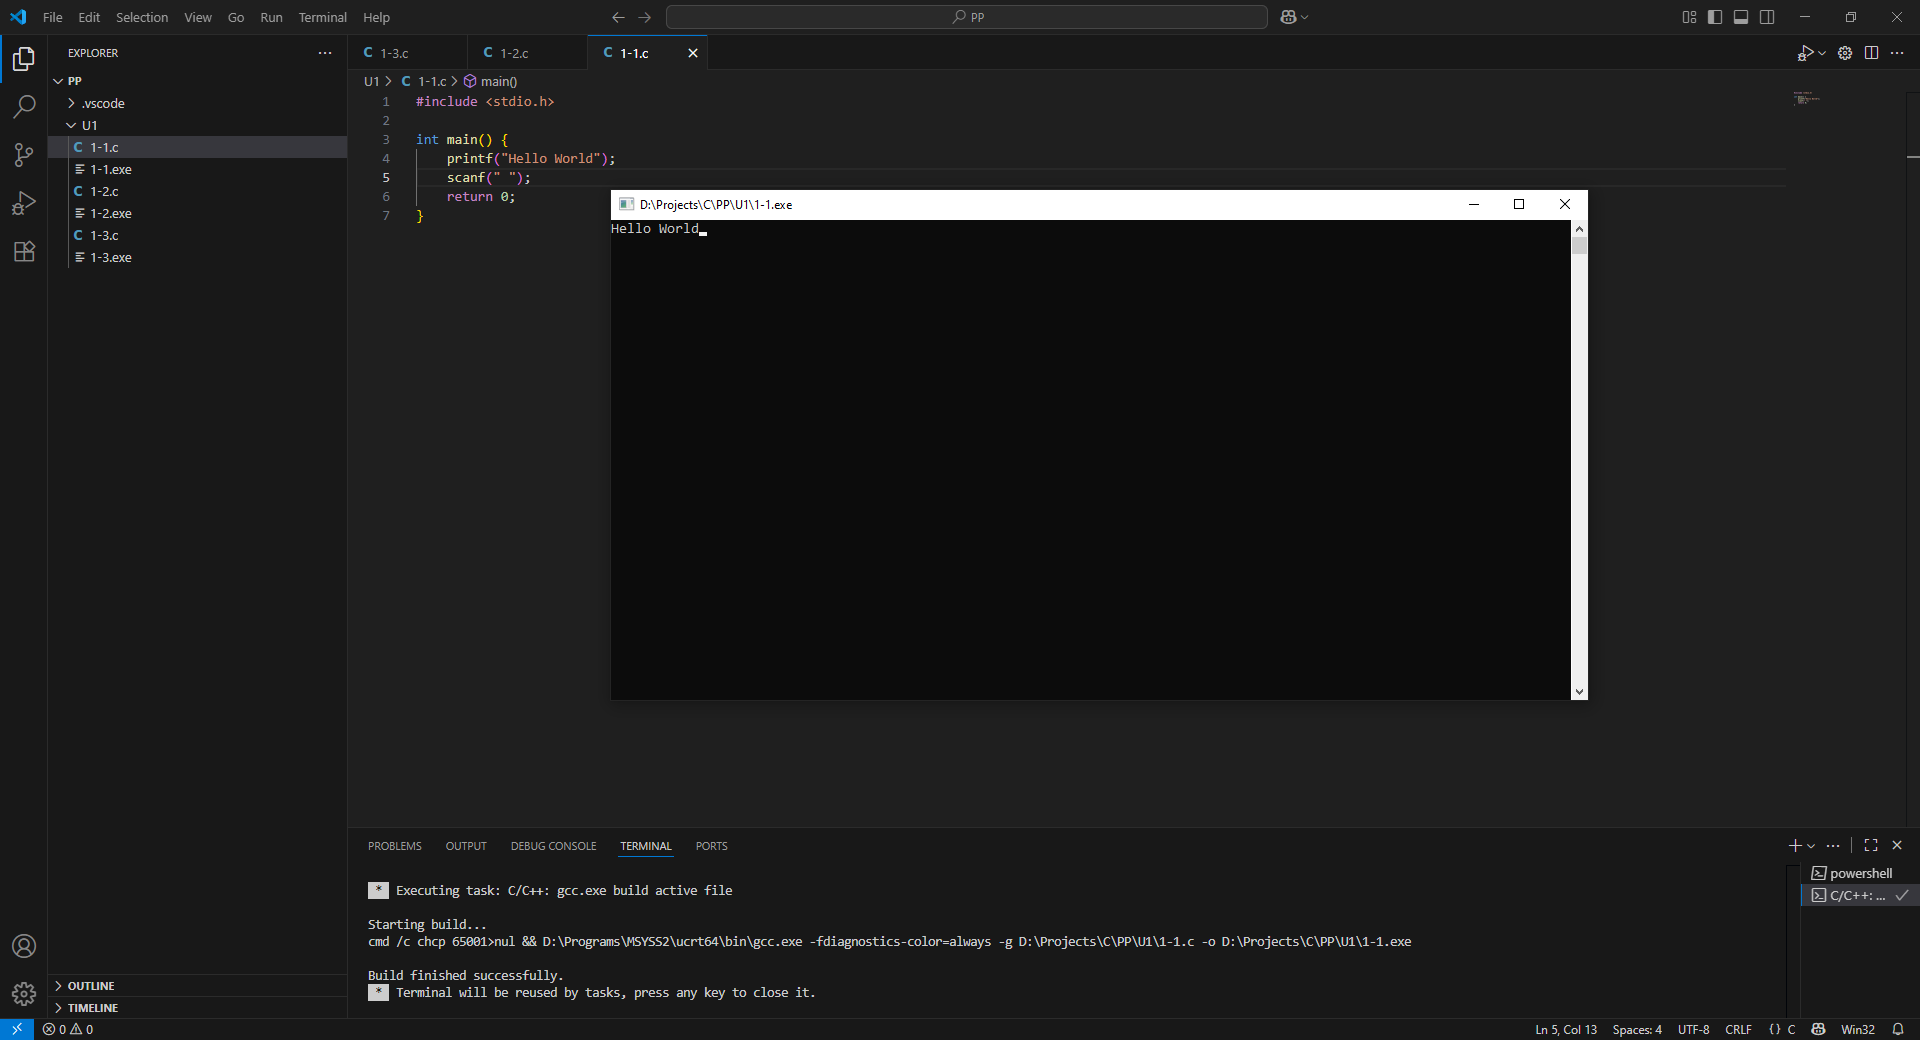 File Edit Selection View Go Run Terminal Help
PP
EXPLORER
PP
.vscode
U1
C 1-1.c
1-1.exe
C 1-2.c
1-2.exe
C 1-3.c
1-3.exe
OUTLINE
TIMELINE
C 1-3.c C 1-2.c C 1-1.c
U1 > C 1-1.c > main()
1 #include <stdio.h>
2
3 int main() {
4 printf("Hello World");
5 scanf(" ");
6 return 0;
7 }
D:\Projects\C\PP\U1\1-1.exe
Hello World
PROBLEMS OUTPUT DEBUG CONSOLE TERMINAL PORTS
* Executing task: C/C++: gcc.exe build active file
Starting build...
cmd /c chcp 65001>nul && D:\Programs\MSYSS2\ucrt64\bin\gcc.exe -fdiagnostics-color=always -g D:\Projects\C\PP\U1\1-1.c -o D:\Projects\C\PP\U1\1-1.exe
Build finished successfully.
* Terminal will be reused by tasks, press any key to close it.
powershell
C/C++: ...
0 0 Ln 5, Col 13 Spaces: 4 UTF-8 CRLF {} C Win32